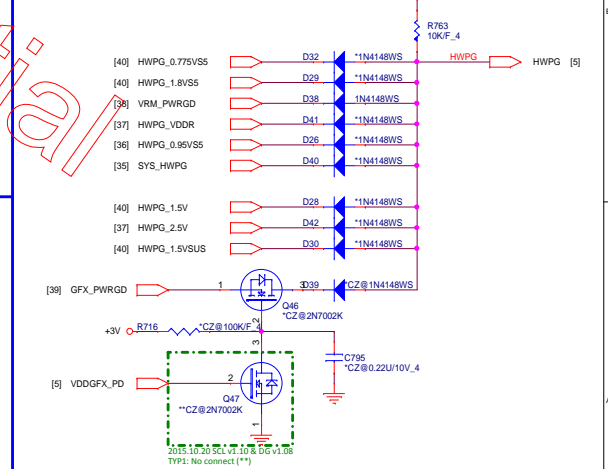 R763
10K/F_4
[40] HWPG_0.775VS5 D32 *1N4148WS HWPG HWPG [5]
[40] HWPG_1.8VS5 D29 *1N4148WS
[38] VRM_PWRGD D38 1N4148WS
[37] HWPG_VDDR D41 *1N4148WS
[36] HWPG_0.95VS5 D26 *1N4148WS
[35] SYS_HWPG D40 *1N4148WS
[40] HWPG_1.5V D28 *1N4148WS
[37] HWPG_2.5V D42 *1N4148WS
[40] HWPG_1.5VSUS D30 *1N4148WS
[39] GFX_PWRGD 1 3 D39 *CZ@1N4148WS
Q46
*CZ@2N7002K
2
+3V R716 *CZ@100K/F_4
3
C795
*CZ@0.22U/10V_4
[5] VDDGFX_PD 2
Q47
**CZ@2N7002K
1
2015.10.20 SCL v1.10 & DG v1.08
TYP1: No connect (**)